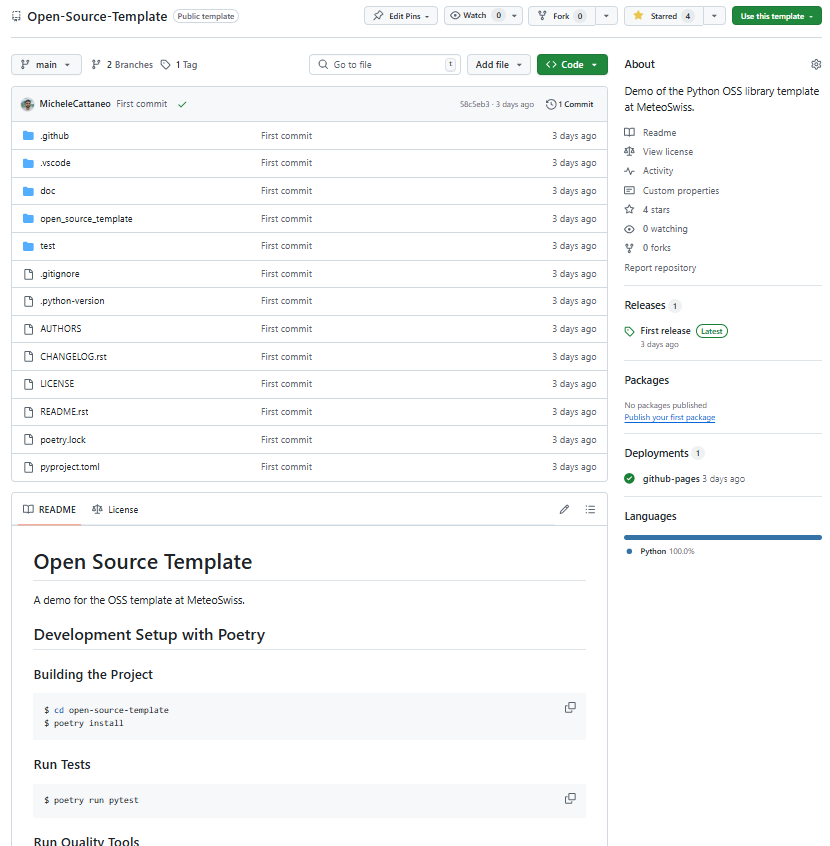 Open-Source-Template Public template Edit Pins Watch 0 Fork 0 Starred 4 Use this template
main 2 Branches 1 Tag Go to file t Add file Code
MicheleCattaneo First commit 58c5eb3 · 3 days ago 1 Commit
.github First commit 3 days ago
.vscode First commit 3 days ago
doc First commit 3 days ago
open_source_template First commit 3 days ago
test First commit 3 days ago
.gitignore First commit 3 days ago
.python-version First commit 3 days ago
AUTHORS First commit 3 days ago
CHANGELOG.rst First commit 3 days ago
LICENSE First commit 3 days ago
README.rst First commit 3 days ago
poetry.lock First commit 3 days ago
pyproject.toml First commit 3 days ago
README License
Open Source Template
A demo for the OSS template at MeteoSwiss.
Development Setup with Poetry
Building the Project
$ cd open-source-template
$ poetry install
Run Tests
$ poetry run pytest
Run Quality Tools
About
Demo of the Python OSS library template
at MeteoSwiss.
Readme
View license
Activity
Custom properties
4 stars
0 watching
0 forks
Report repository
Releases 1
First release Latest
3 days ago
Packages
No packages published
Publish your first package
Deployments 1
github-pages 3 days ago
Languages
Python 100.0%